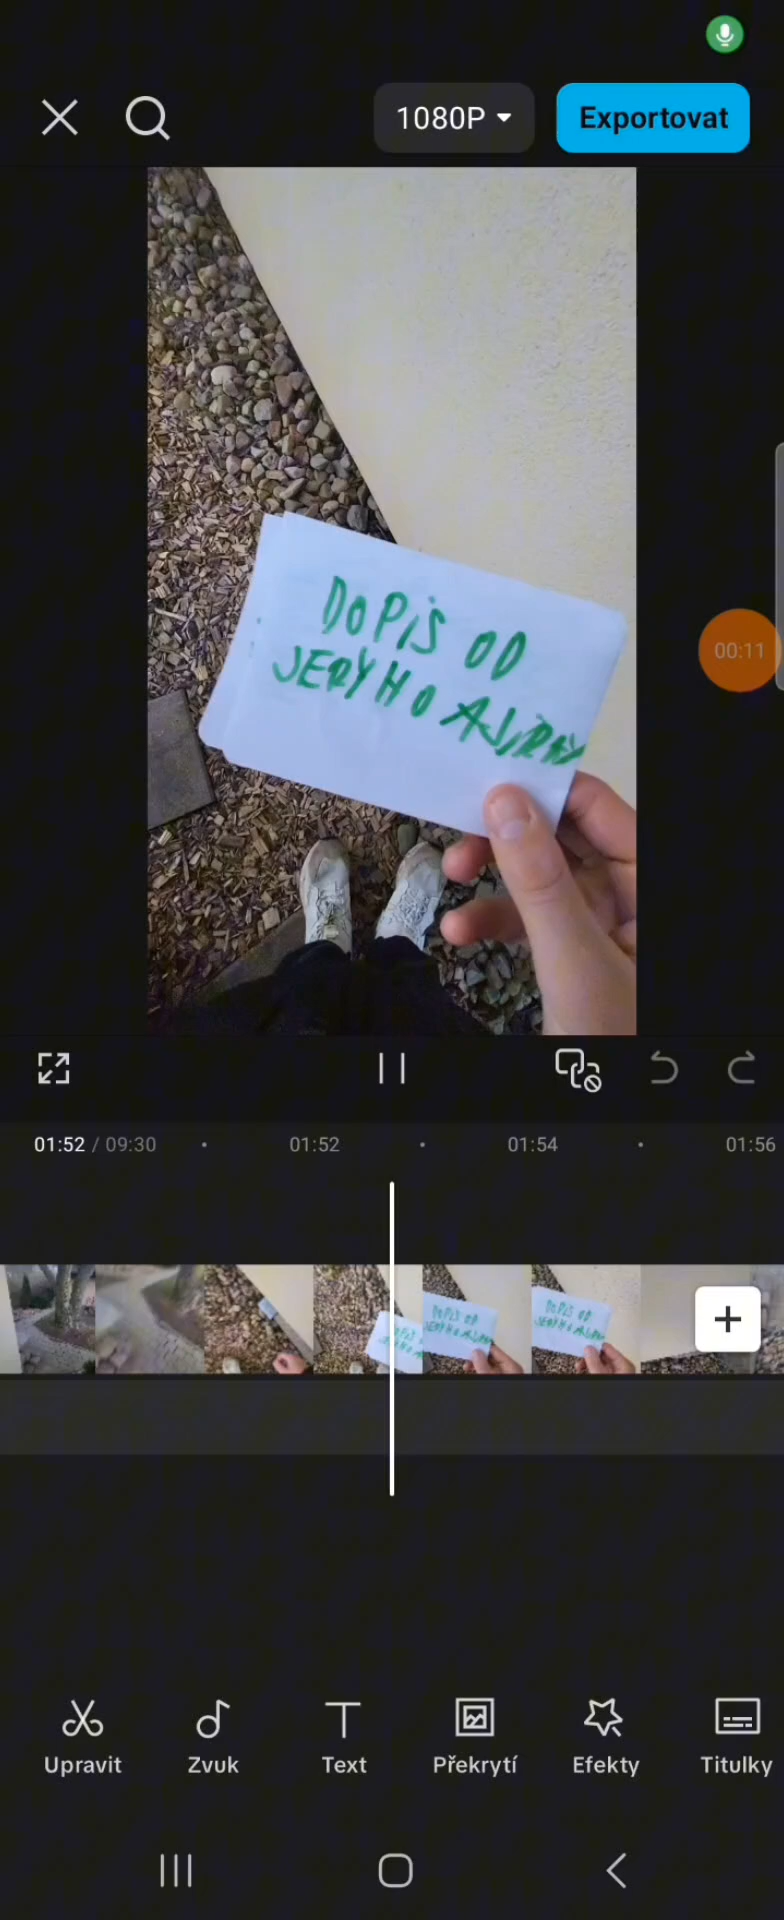 1080P
Exportovat
DOPiS OD
JERYHO
00:11
01:52 / 09:30
01:52
01:54
01:56
Upravit
Zvuk
Text
Překrytí
Efekty
Titulky